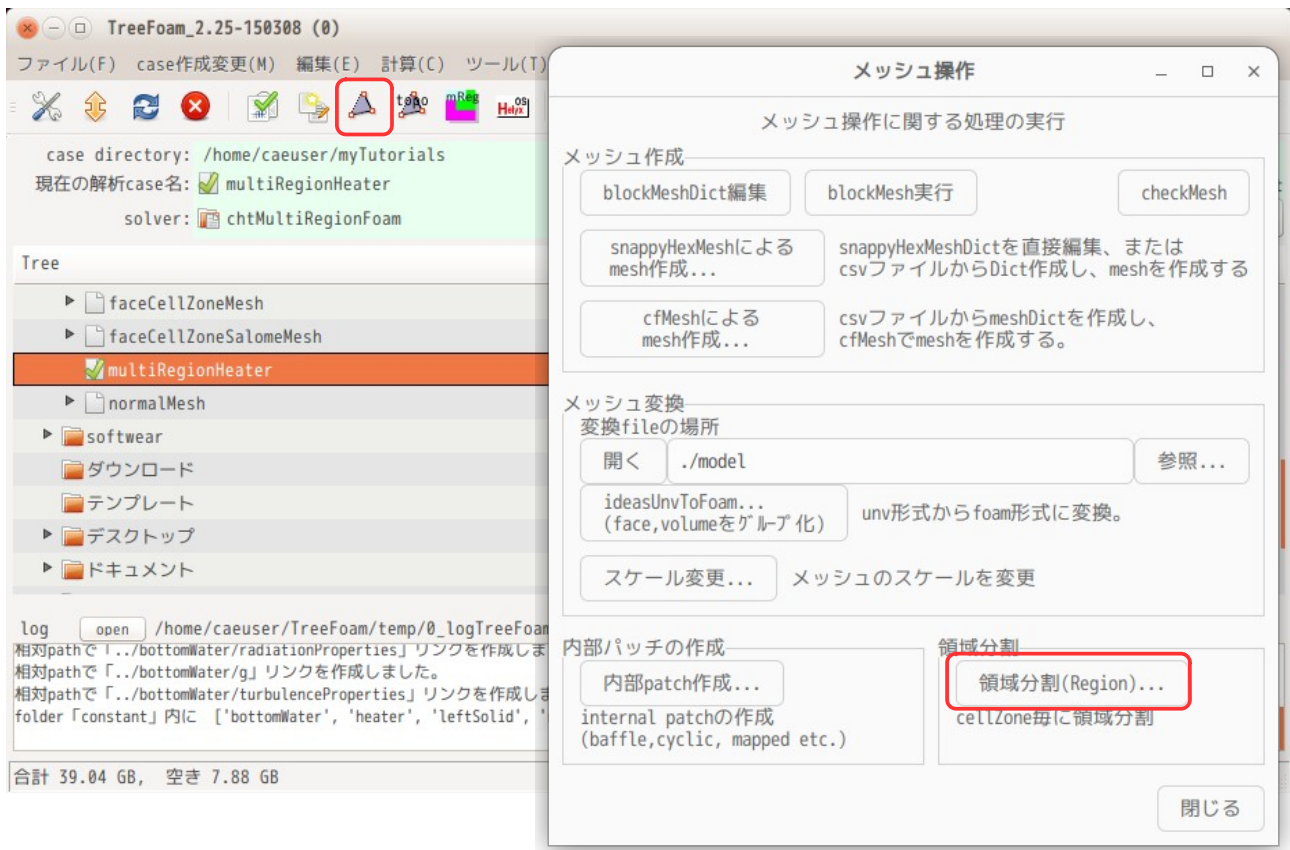 TreeFoam_2.25-150308 (0)
ファイル(F) case作成変更(M) 編集(E) 計算(C) ツール(T)
topo
mReg
Helyx OS
case directory: /home/caeuser/myTutorials
現在の解析case名: multiRegionHeater
solver: chtMultiRegionFoam
Tree
faceCellZoneMesh
faceCellZoneSalomeMesh
multiRegionHeater
normalMesh
softwear
ダウンロード
テンプレート
デスクトップ
ドキュメント
log open /home/caeuser/TreeFoam/temp/0_logTreeFoam
相対pathで「../bottomWater/radiationProperties」リンクを作成しま
相対pathで「../bottomWater/g」リンクを作成しました。
相対pathで「../bottomWater/turbulenceProperties」リンクを作成しま
folder「constant」内に ['bottomWater', 'heater', 'leftSolid', '
合計 39.04 GB, 空き 7.88 GB
メッシュ操作
メッシュ操作に関する処理の実行
メッシュ作成
blockMeshDict編集 blockMesh実行 checkMesh
snappyHexMeshによる
mesh作成...
snappyHexMeshDictを直接編集、または
csvファイルからDict作成し、meshを作成する
cfMeshによる
mesh作成...
csvファイルからmeshDictを作成し、
cfMeshでmeshを作成する。
メッシュ変換
変換fileの場所
開く ./model 参照...
ideasUnvToFoam...
(face,volumeをグループ化)
unv形式からfoam形式に変換。
スケール変更... メッシュのスケールを変更
内部パッチの作成
内部patch作成...
internal patchの作成
(baffle,cyclic, mapped etc.)
領域分割
領域分割(Region)...
cellZone毎に領域分割
閉じる